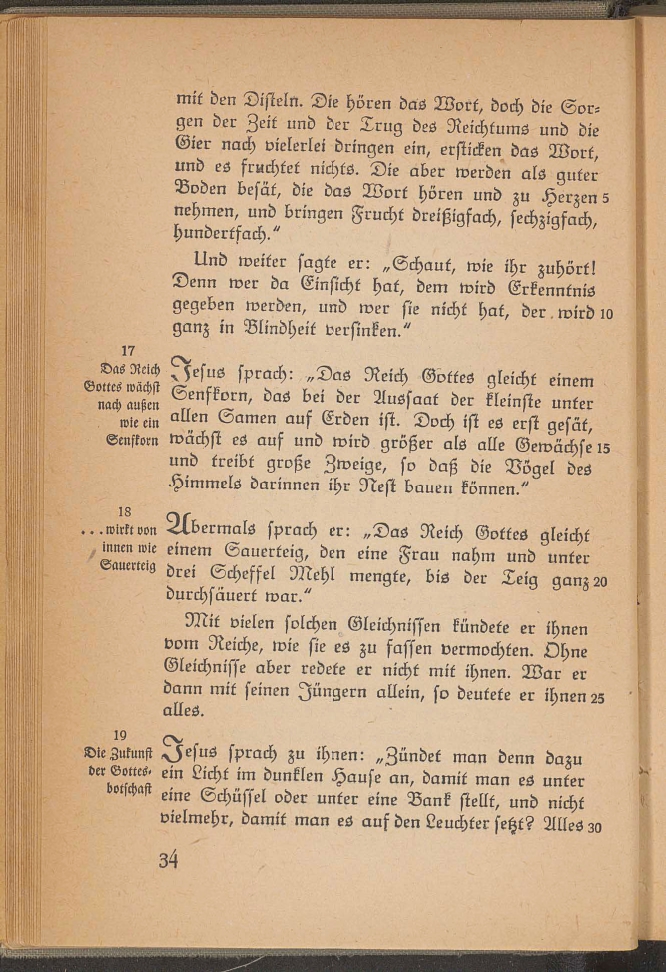 mit den Disteln. Die hören das Wort, doch die Sor-
gen der Zeit und der Trug des Reichtums und die
Gier nach vielerlei dringen ein, ersticken das Wort,
und es fruchtet nichts. Die aber werden als guter
Boden besät, die das Wort hören und zu Herzen 5
nehmen, und bringen Frucht dreißigfach, sechzigfach,
hundertfach.“
Und weiter sagte er: „Schaut, wie ihr zuhört!
Denn wer da Einsicht hat, dem wird Erkenntnis
gegeben werden, und wer sie nicht hat, der wird 10
ganz in Blindheit versinken.“
17
Das Reich
Gottes wächst
nach außen
wie ein
Senfkorn
Jesus sprach: „Das Reich Gottes gleicht einem
Senfkorn, das bei der Aussaat der kleinste unter
allen Samen auf Erden ist. Doch ist es erst gesät,
wächst es auf und wird größer als alle Gewächse 15
und treibt große Zweige, so daß die Vögel des
Himmels darinnen ihr Nest bauen können.“
18
...wirkt von
innen wie
Sauerteig
Abermals sprach er: „Das Reich Gottes gleicht
einem Sauerteig, den eine Frau nahm und unter
drei Scheffel Mehl mengte, bis der Teig ganz 20
durchsäuert war.“
Mit vielen solchen Gleichnissen kündete er ihnen
vom Reiche, wie sie es zu fassen vermochten. Ohne
Gleichnisse aber redete er nicht mit ihnen. War er
dann mit seinen Jüngern allein, so deutete er ihnen 25
alles.
19
Die Zukunft
der Gottes-
botschaft
Jesus sprach zu ihnen: „Zündet man denn dazu
ein Licht im dunklen Hause an, damit man es unter
eine Schüssel oder unter eine Bank stellt, und nicht
vielmehr, damit man es auf den Leuchter setzt? Alles 30
34